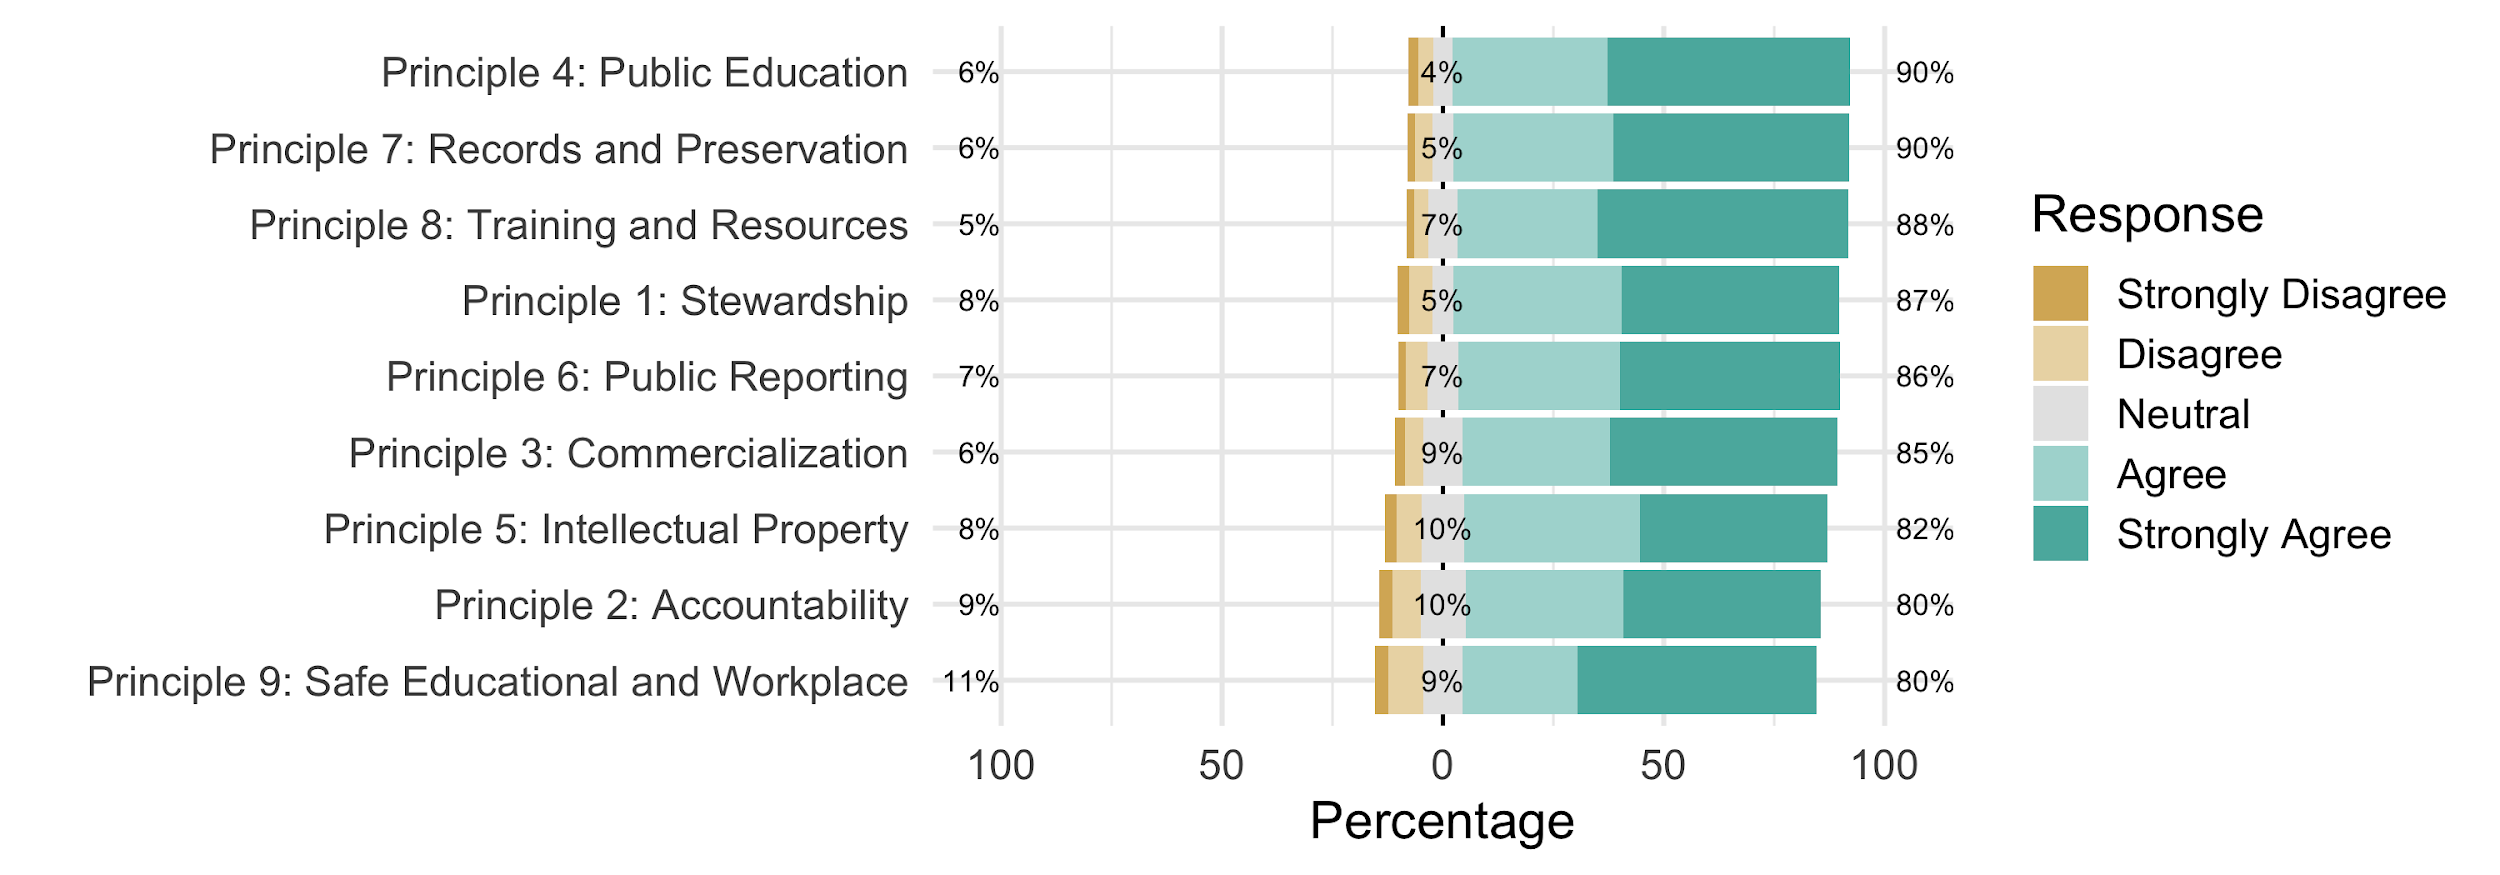 Principle 4: Public Education 6% 4% 90%
Principle 7: Records and Preservation 6% 5% 90%
Principle 8: Training and Resources 5% 7% 88%
Principle 1: Stewardship 8% 5% 87%
Principle 6: Public Reporting 7% 7% 86%
Principle 3: Commercialization 6% 9% 85%
Principle 5: Intellectual Property 8% 10% 82%
Principle 2: Accountability 9% 10% 80%
Principle 9: Safe Educational and Workplace 11% 9% 80%
100 50 0 50 100
Percentage
Response
Strongly Disagree
Disagree
Neutral
Agree
Strongly Agree